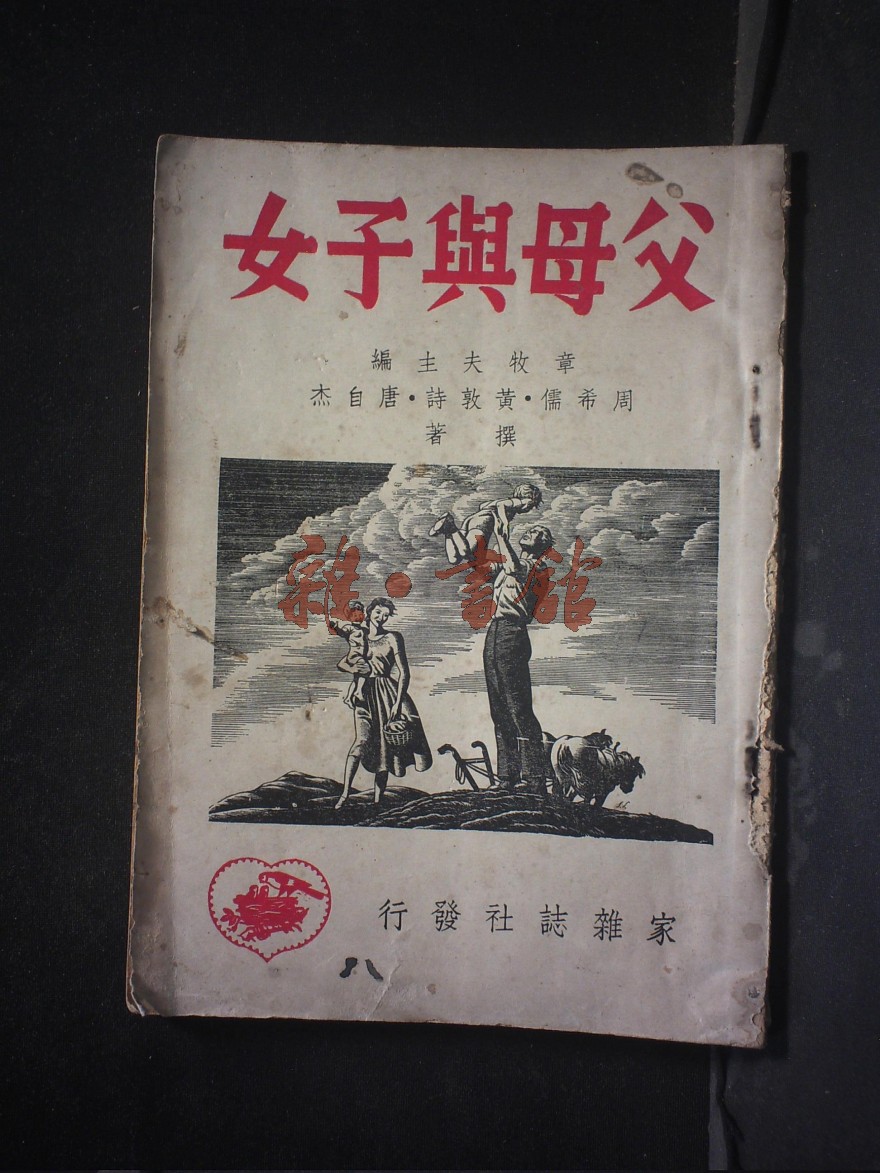 父母與子女
章牧夫主編
周希儒·黃敦詩·唐自杰
撰著
雜·書館
家雜誌社發行
八